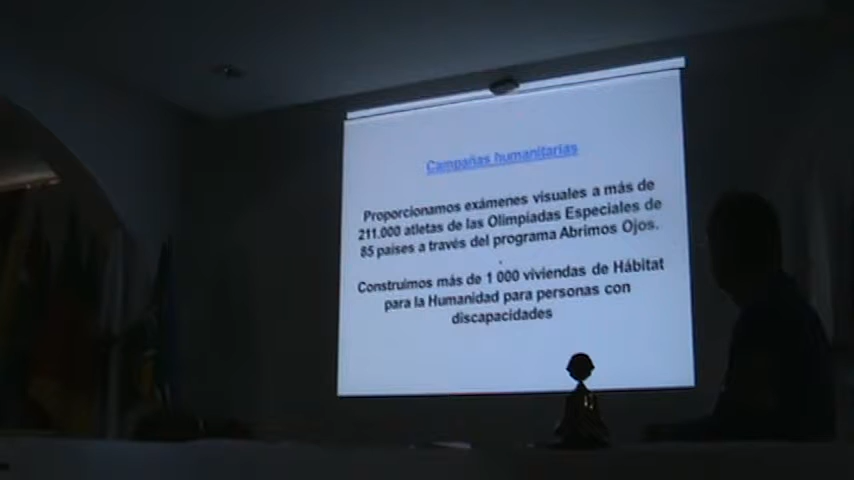 Campañas humanitarias
Proporcionamos exámenes visuales a más de
211.000 atletas de las Olimpiadas Especiales de
85 países a través del programa Abrimos Ojos.
Construimos más de 1 000 viviendas de Hábitat
para la Humanidad para personas con
discapacidades